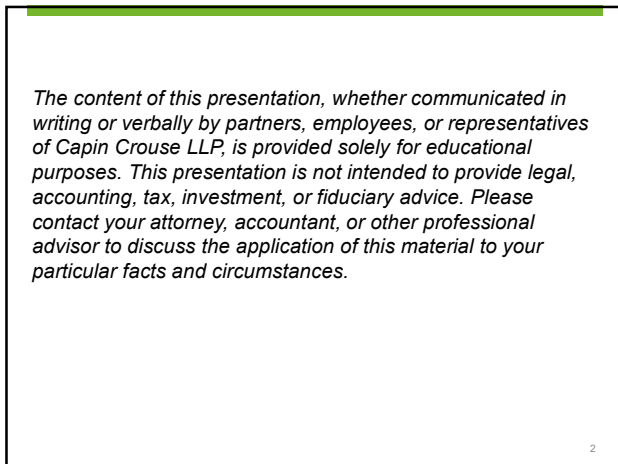 The content of this presentation, whether communicated in
writing or verbally by partners, employees, or representatives
of Capin Crouse LLP, is provided solely for educational
purposes. This presentation is not intended to provide legal,
accounting, tax, investment, or fiduciary advice. Please
contact your attorney, accountant, or other professional
advisor to discuss the application of this material to your
particular facts and circumstances.
2